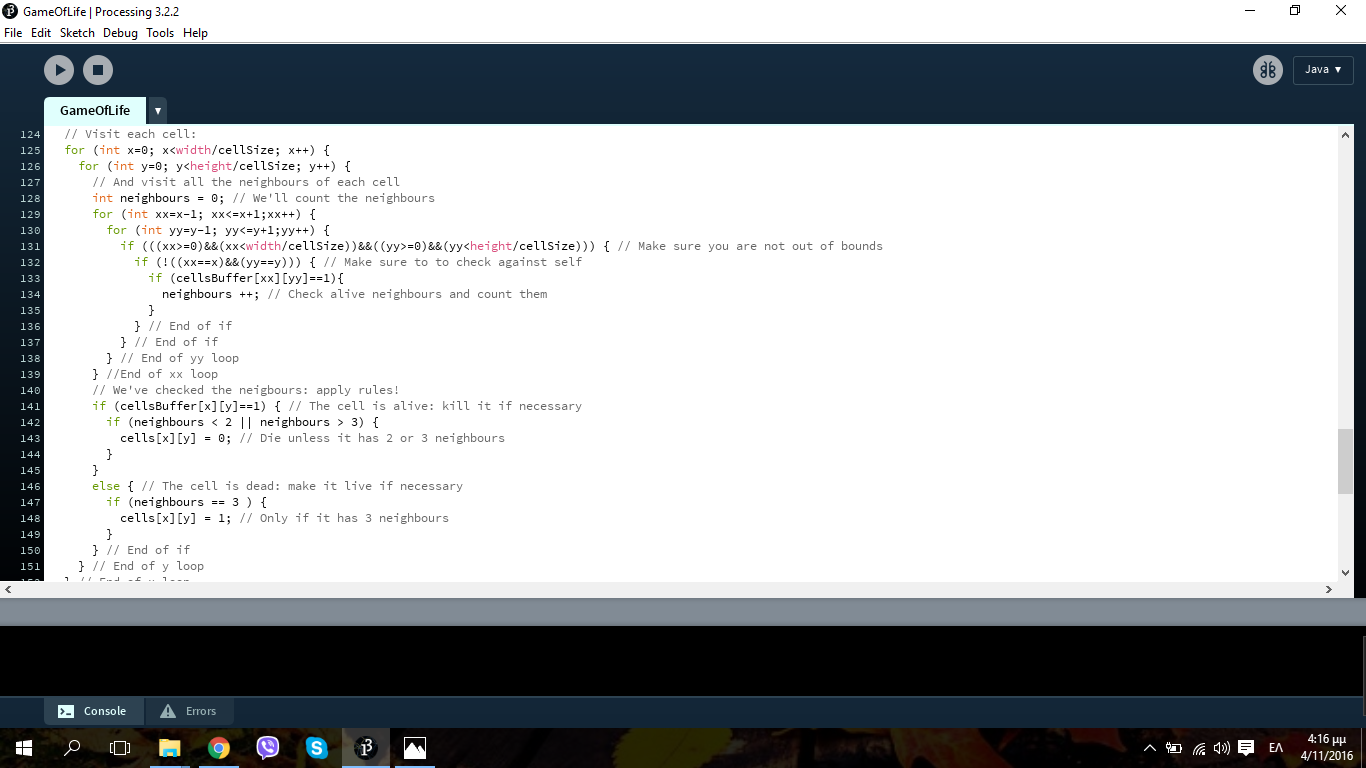 GameOfLife | Processing 3.2.2
File Edit Sketch Debug Tools Help
Java ▼
GameOfLife ▼
124 // Visit each cell:
125 for (int x=0; x<width/cellSize; x++) {
126 for (int y=0; y<height/cellSize; y++) {
127 // And visit all the neighbours of each cell
128 int neighbours = 0; // We'll count the neighbours
129 for (int xx=x-1; xx<=x+1;xx++) {
130 for (int yy=y-1; yy<=y+1;yy++) {
131 if (((xx>=0)&&(xx<width/cellSize))&&((yy>=0)&&(yy<height/cellSize))) { // Make sure you are not out of bounds
132 if (!((xx==x)&&(yy==y))) { // Make sure to to check against self
133 if (cellsBuffer[xx][yy]==1){
134 neighbours ++; // Check alive neighbours and count them
135 }
136 } // End of if
137 } // End of if
138 } // End of yy loop
139 } //End of xx loop
140 // We've checked the neigbours: apply rules!
141 if (cellsBuffer[x][y]==1) { // The cell is alive: kill it if necessary
142 if (neighbours < 2 || neighbours > 3) {
143 cells[x][y] = 0; // Die unless it has 2 or 3 neighbours
144 }
145 }
146 else { // The cell is dead: make it live if necessary
147 if (neighbours == 3 ) {
148 cells[x][y] = 1; // Only if it has 3 neighbours
149 }
150 } // End of if
151 } // End of y loop
Console Errors
ΕΛ
4:16 μμ
4/11/2016